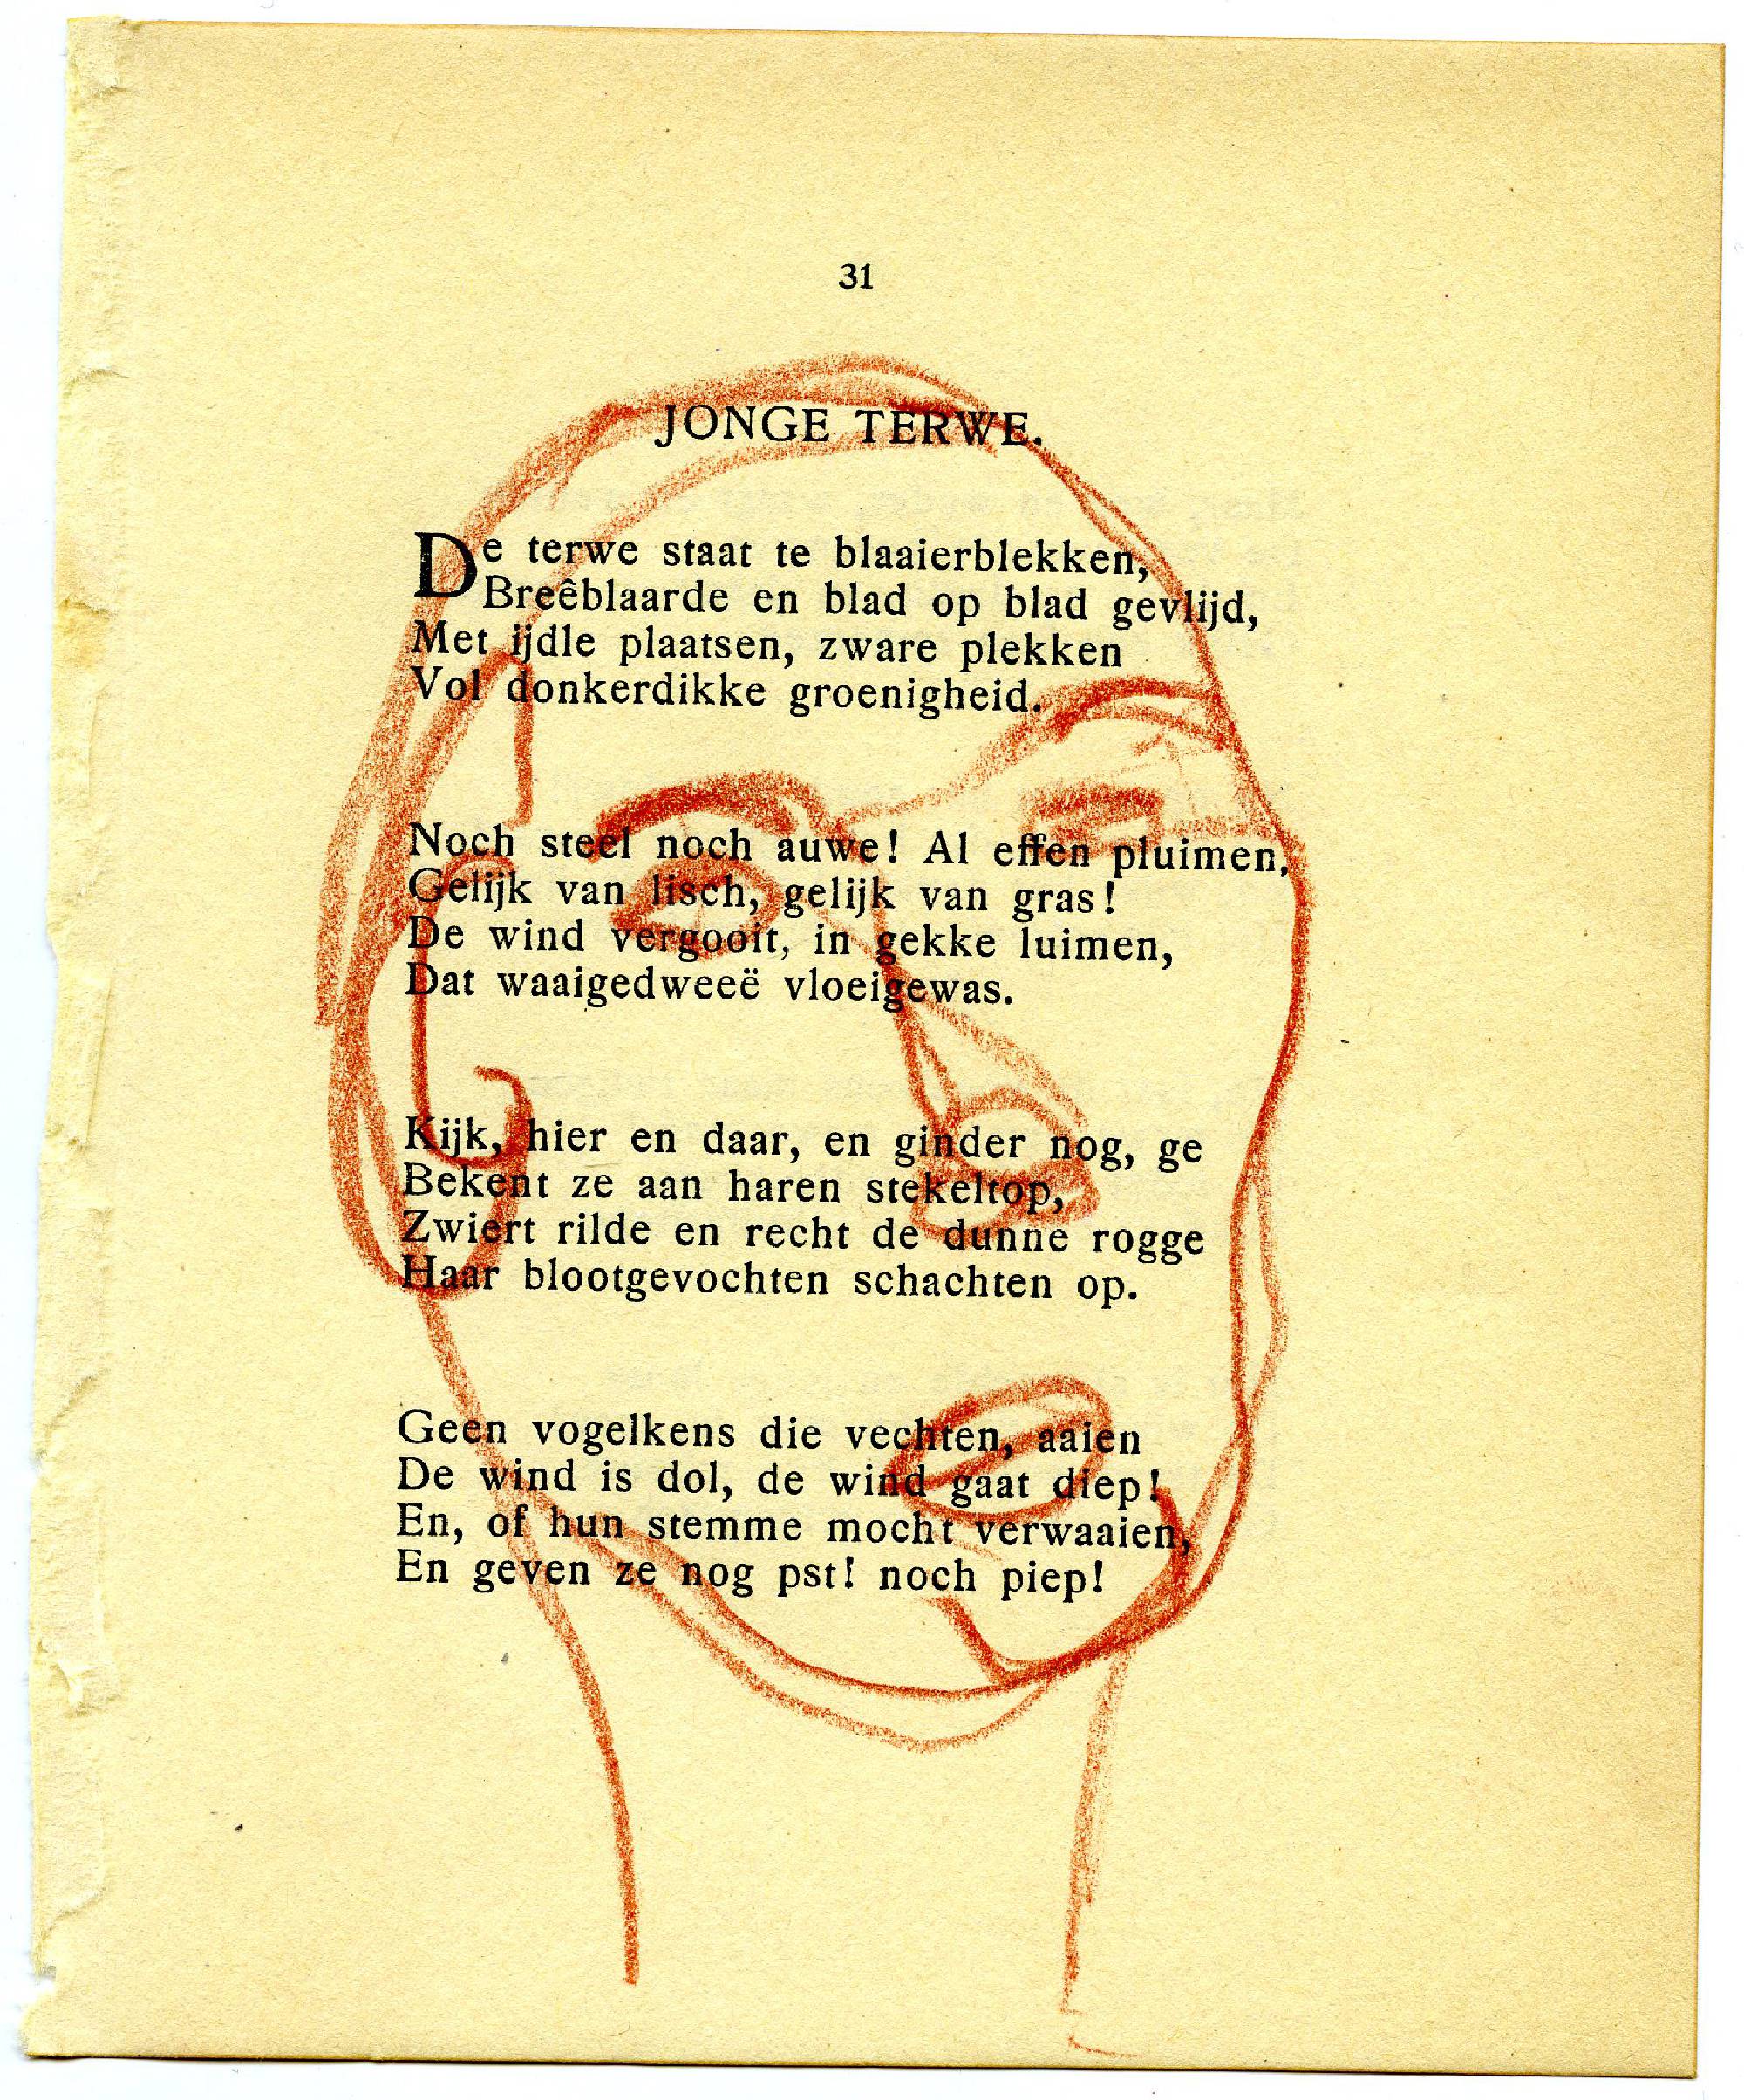 31
JONGE TERWE.
De terwe staat te blaaierblekken,
Breêblaarde en blad op blad gevlijd,
Met ijdle plaatsen, zware plekken
Vol donkerdikke groenigheid.
Noch steel noch auwe! Al effen pluimen,
Gelijk van lisch, gelijk van gras!
De wind vergooit, in gekke luimen,
Dat waaigedweeë vloeigewas.
Kijk, hier en daar, en ginder nog, ge
Bekent ze aan haren stekeltop,
Zwiert rilde en recht de dunne rogge
Haar blootgevochten schachten op.
Geen vogelkens die vechten, aaien
De wind is dol, de wind gaat diep!
En, of hun stemme mocht verwaaien,
En geven ze nog pst! noch piep!